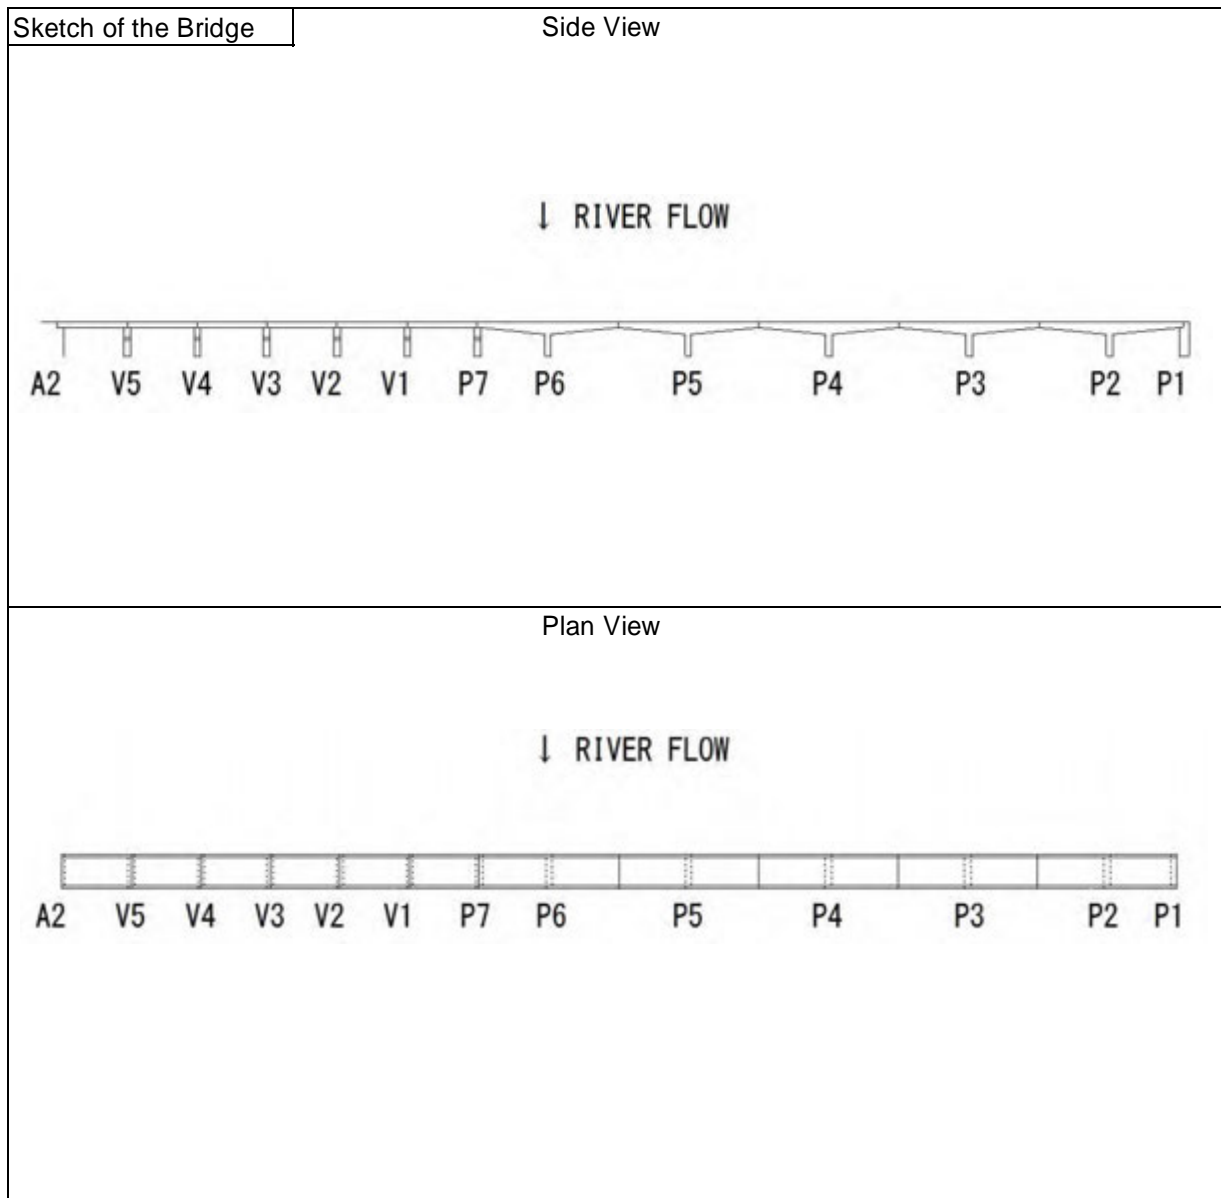 Sketch of the Bridge
Side View
↓ RIVER FLOW
A2 V5 V4 V3 V2 V1 P7 P6 P5 P4 P3 P2 P1
Plan View
↓ RIVER FLOW
A2 V5 V4 V3 V2 V1 P7 P6 P5 P4 P3 P2 P1